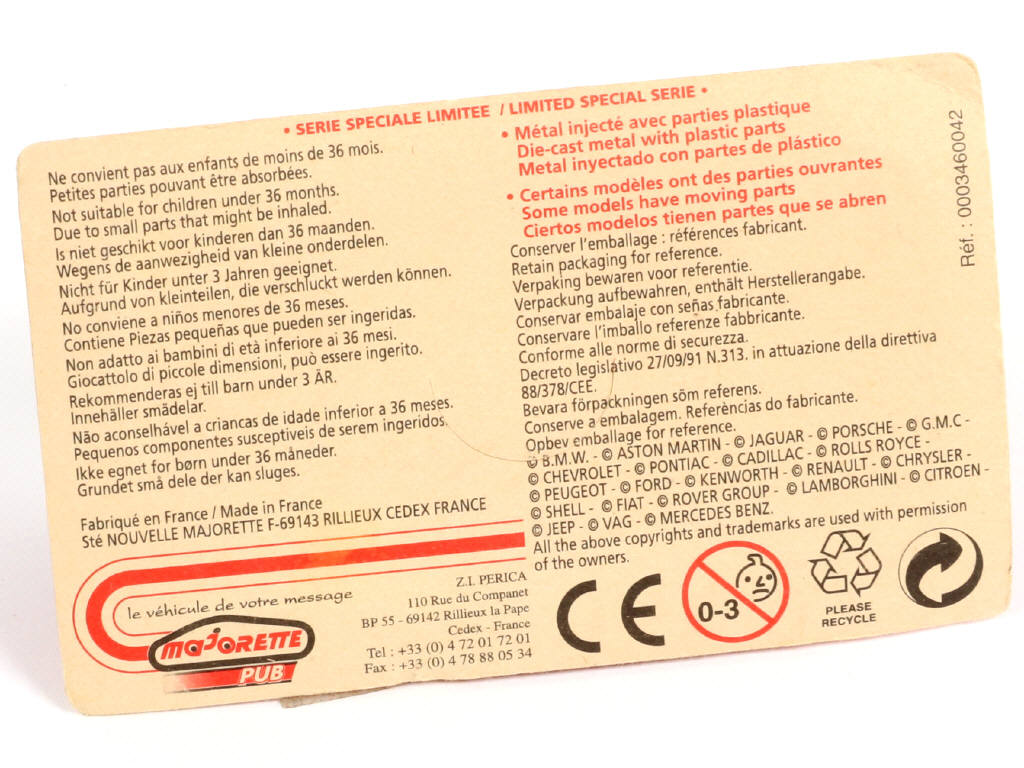 • SERIE SPECIALE LIMITEE / LIMITED SPECIAL SERIE •
Ne convient pas aux enfants de moins de 36 mois.
Petites parties pouvant être absorbées.
Not suitable for children under 36 months.
Due to small parts that might be inhaled.
Is niet geschikt voor kinderen dan 36 maanden.
Wegens de aanwezigheid van kleine onderdelen.
Nicht für Kinder unter 3 Jahren geeignet.
Aufgrund von kleinteilen, die verschluckt werden können.
No conviene a niños menores de 36 meses.
Contiene Piezas pequeñas que pueden ser ingeridas.
Non adatto ai bambini di età inferiore ai 36 mesi.
Giocattolo di piccole dimensioni, può essere ingerito.
Rekommenderas ej till barn under 3 ÄR.
Innehåller smådelar.
Não aconselhável a criancas de idade inferior a 36 meses.
Pequenos componentes susceptiveis de serem ingeridos.
Ikke egnet for børn under 36 måneder.
Grundet små dele der kan sluges.
Fabriqué en France / Made in France
Sté NOUVELLE MAJORETTE F-69143 RILLIEUX CEDEX FRANCE
le véhicule de votre message
MAJORETTE
PUB
Z.I. PERICA
110 Rue du Companet
BP 55 - 69142 Rillieux la Pape
Cedex - France
Tel : +33 (0) 4 72 01 72 01
Fax : +33 (0) 4 78 88 05 34
• Métal injecté avec parties plastique
Die-cast metal with plastic parts
Metal inyectado con partes de plástico
• Certains modèles ont des parties ouvrantes
Some models have moving parts
Ciertos modelos tienen partes que se abren
Conserver l'emballage : références fabricant.
Retain packaging for reference.
Verpaking bewaren voor referentie.
Verpackung aufbewahren, enthält Herstellerangabe.
Conservar embalaje con señas fabricante.
Conservare l'imballo referenze fabbricante.
Conforme alle norme di securezza.
Decreto legislativo 27/09/91 N.313. in attuazione della direttiva
88/378/CEE.
Bevara förpackningen söm referens.
Conserve a embalagem. Referências do fabricante.
Opbev emballage for reference.
© B.M.W. - © ASTON MARTIN - © JAGUAR - © PORSCHE - © G.M.C -
© CHEVROLET - © PONTIAC - © CADILLAC - © ROLLS ROYCE -
© PEUGEOT - © FORD - © KENWORTH - © RENAULT - © CHRYSLER -
© SHELL - © FIAT - © ROVER GROUP - © LAMBORGHINI - © CITROEN -
© JEEP - © VAG - © MERCEDES BENZ.
All the above copyrights and trademarks are used with permission
of the owners.
CE
0-3
PLEASE
RECYCLE
Réf. : 0003460042